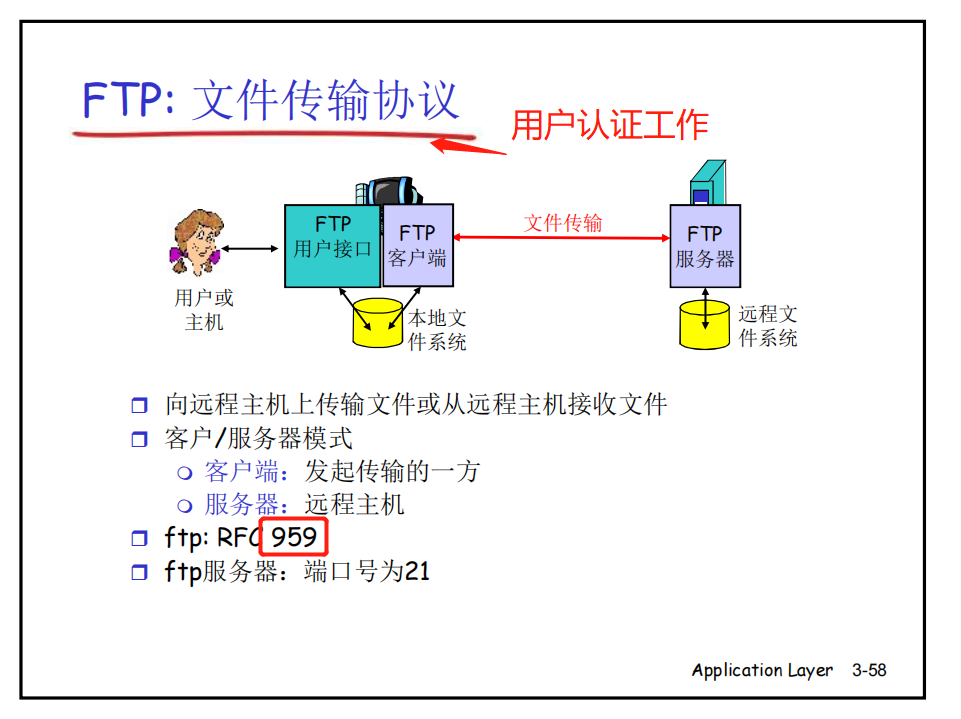 FTP: 文件传输协议
用户认证工作
FTP
用户接口
FTP
客户端
文件传输
FTP
服务器
用户或
主机
本地文
件系统
远程文
件系统
向远程主机上传输文件或从远程主机接收文件
客户/服务器模式
客户端：发起传输的一方
服务器：远程主机
ftp: RFC 959
ftp服务器：端口号为21
Application Layer 3-58